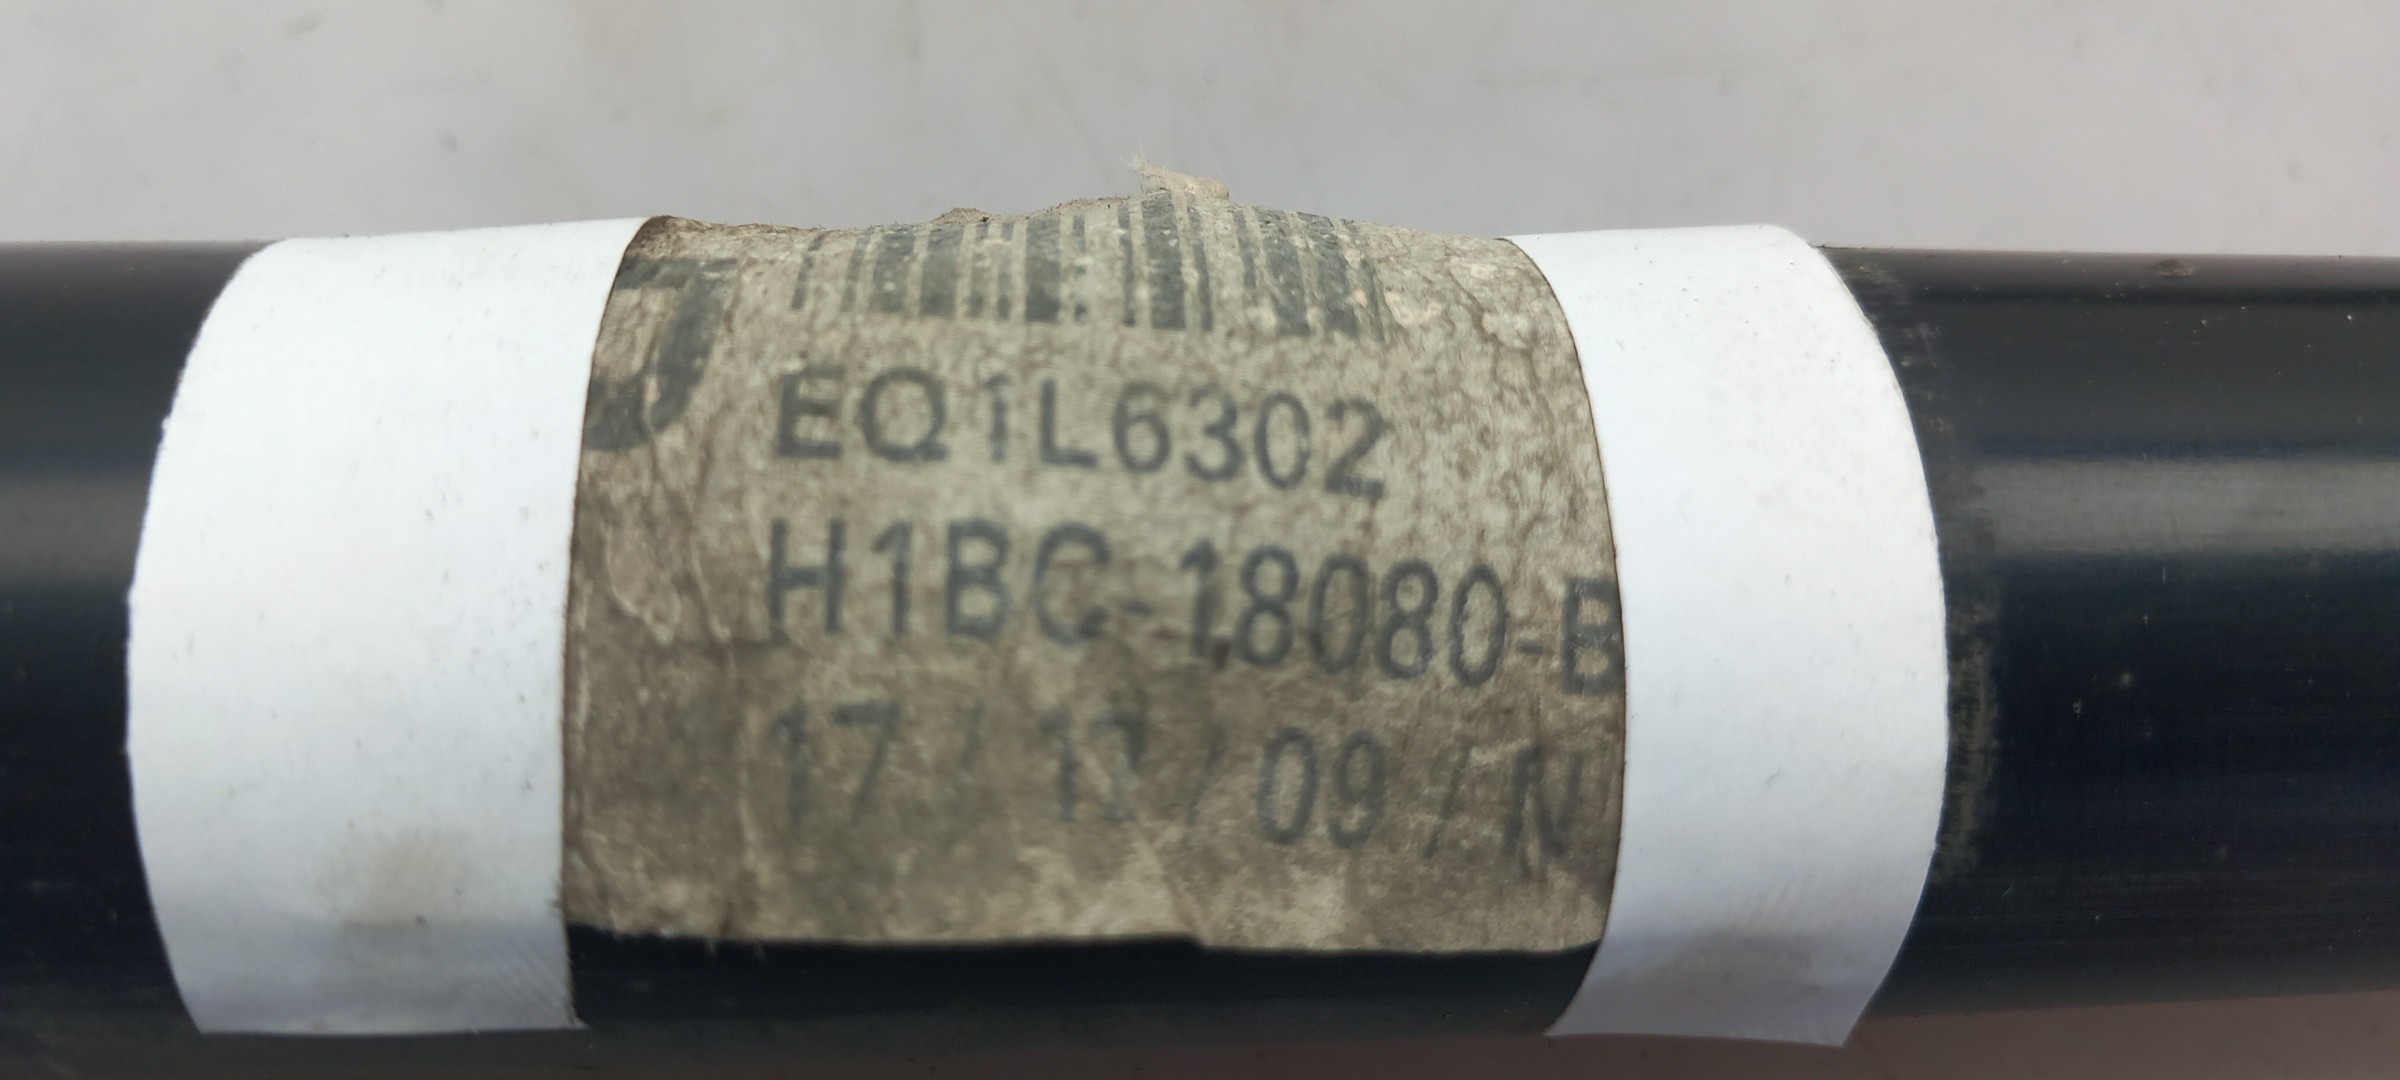 J
EQ1L6302
H1BC-18080-B
17 / 12 / 09 / N